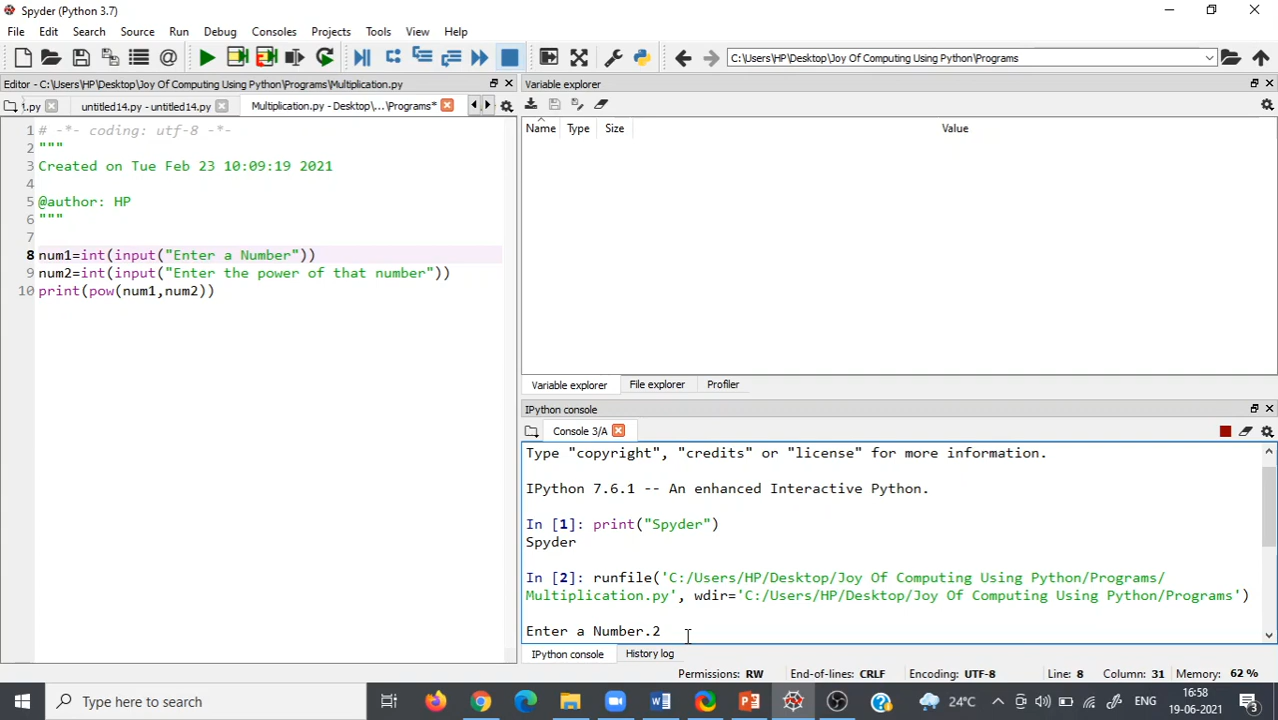 Spyder (Python 3.7)
File Edit Search Source Run Debug Consoles Projects Tools View Help
C:\Users\HP\Desktop\Joy Of Computing Using Python\Programs
Editor - C:\Users\HP\Desktop\Joy Of Computing Using Python\Programs\Multiplication.py
.py untitled14.py - untitled14.py Multiplication.py - Desktop\...\Programs*
1 # -*- coding: utf-8 -*-
2 """
3 Created on Tue Feb 23 10:09:19 2021
4
5 @author: HP
6 """
7
8 num1=int(input("Enter a Number"))
9 num2=int(input("Enter the power of that number"))
10 print(pow(num1,num2))
Variable explorer
Name Type Size Value
Variable explorer File explorer Profiler
IPython console
Console 3/A
Type "copyright", "credits" or "license" for more information.
IPython 7.6.1 -- An enhanced Interactive Python.
In [1]: print("Spyder")
Spyder
In [2]: runfile('C:/Users/HP/Desktop/Joy Of Computing Using Python/Programs/
Multiplication.py', wdir='C:/Users/HP/Desktop/Joy Of Computing Using Python/Programs')
Enter a Number.2
IPython console History log
Permissions: RW End-of-lines: CRLF Encoding: UTF-8 Line: 8 Column: 31 Memory: 62 %
Type here to search
24°C ENG 16:58
19-06-2021 3